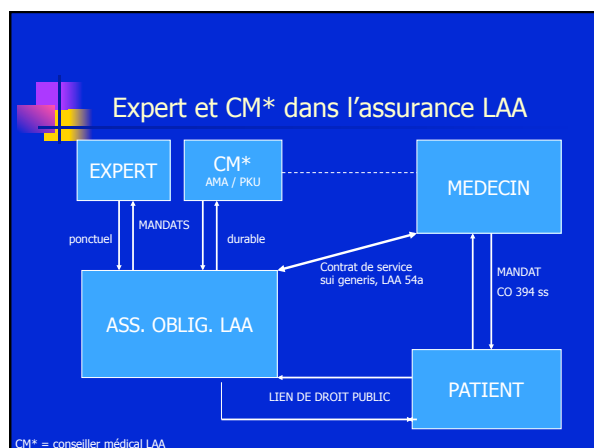 Expert et CM* dans l'assurance LAA
EXPERT
CM*
AMA / PKU
MEDECIN
MANDATS
ponctuel
durable
Contrat de service
sui generis, LAA 54a
MANDAT
CO 394 ss
ASS. OBLIG. LAA
LIEN DE DROIT PUBLIC
PATIENT
CM* = conseiller médical LAA